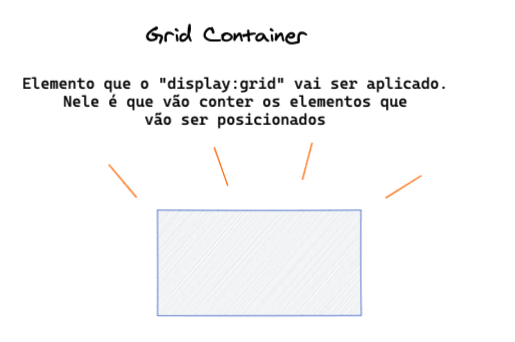 Grid Container
Elemento que o "display:grid" vai ser aplicado.
Nele é que vão conter os elementos que
vão ser posicionados